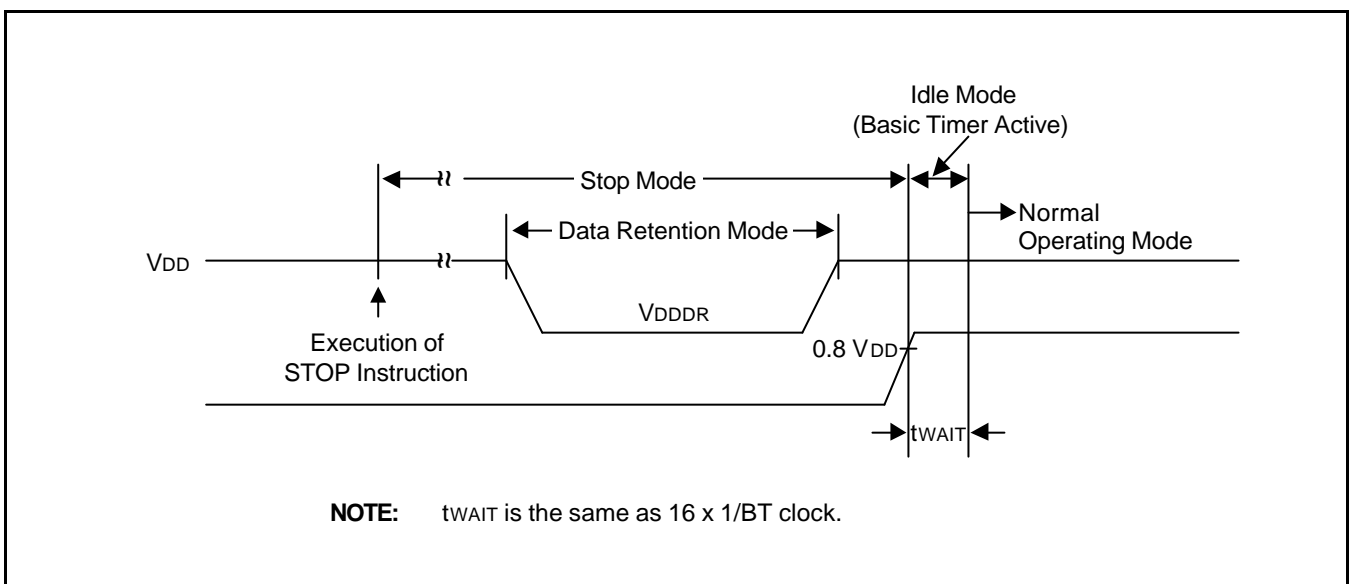 Idle Mode
(Basic Timer Active)
Stop Mode
Normal
Operating Mode
Data Retention Mode
VDD
VDDDR
Execution of
STOP Instruction
0.8 VDD
tWAIT
NOTE: tWAIT is the same as 16 x 1/BT clock.